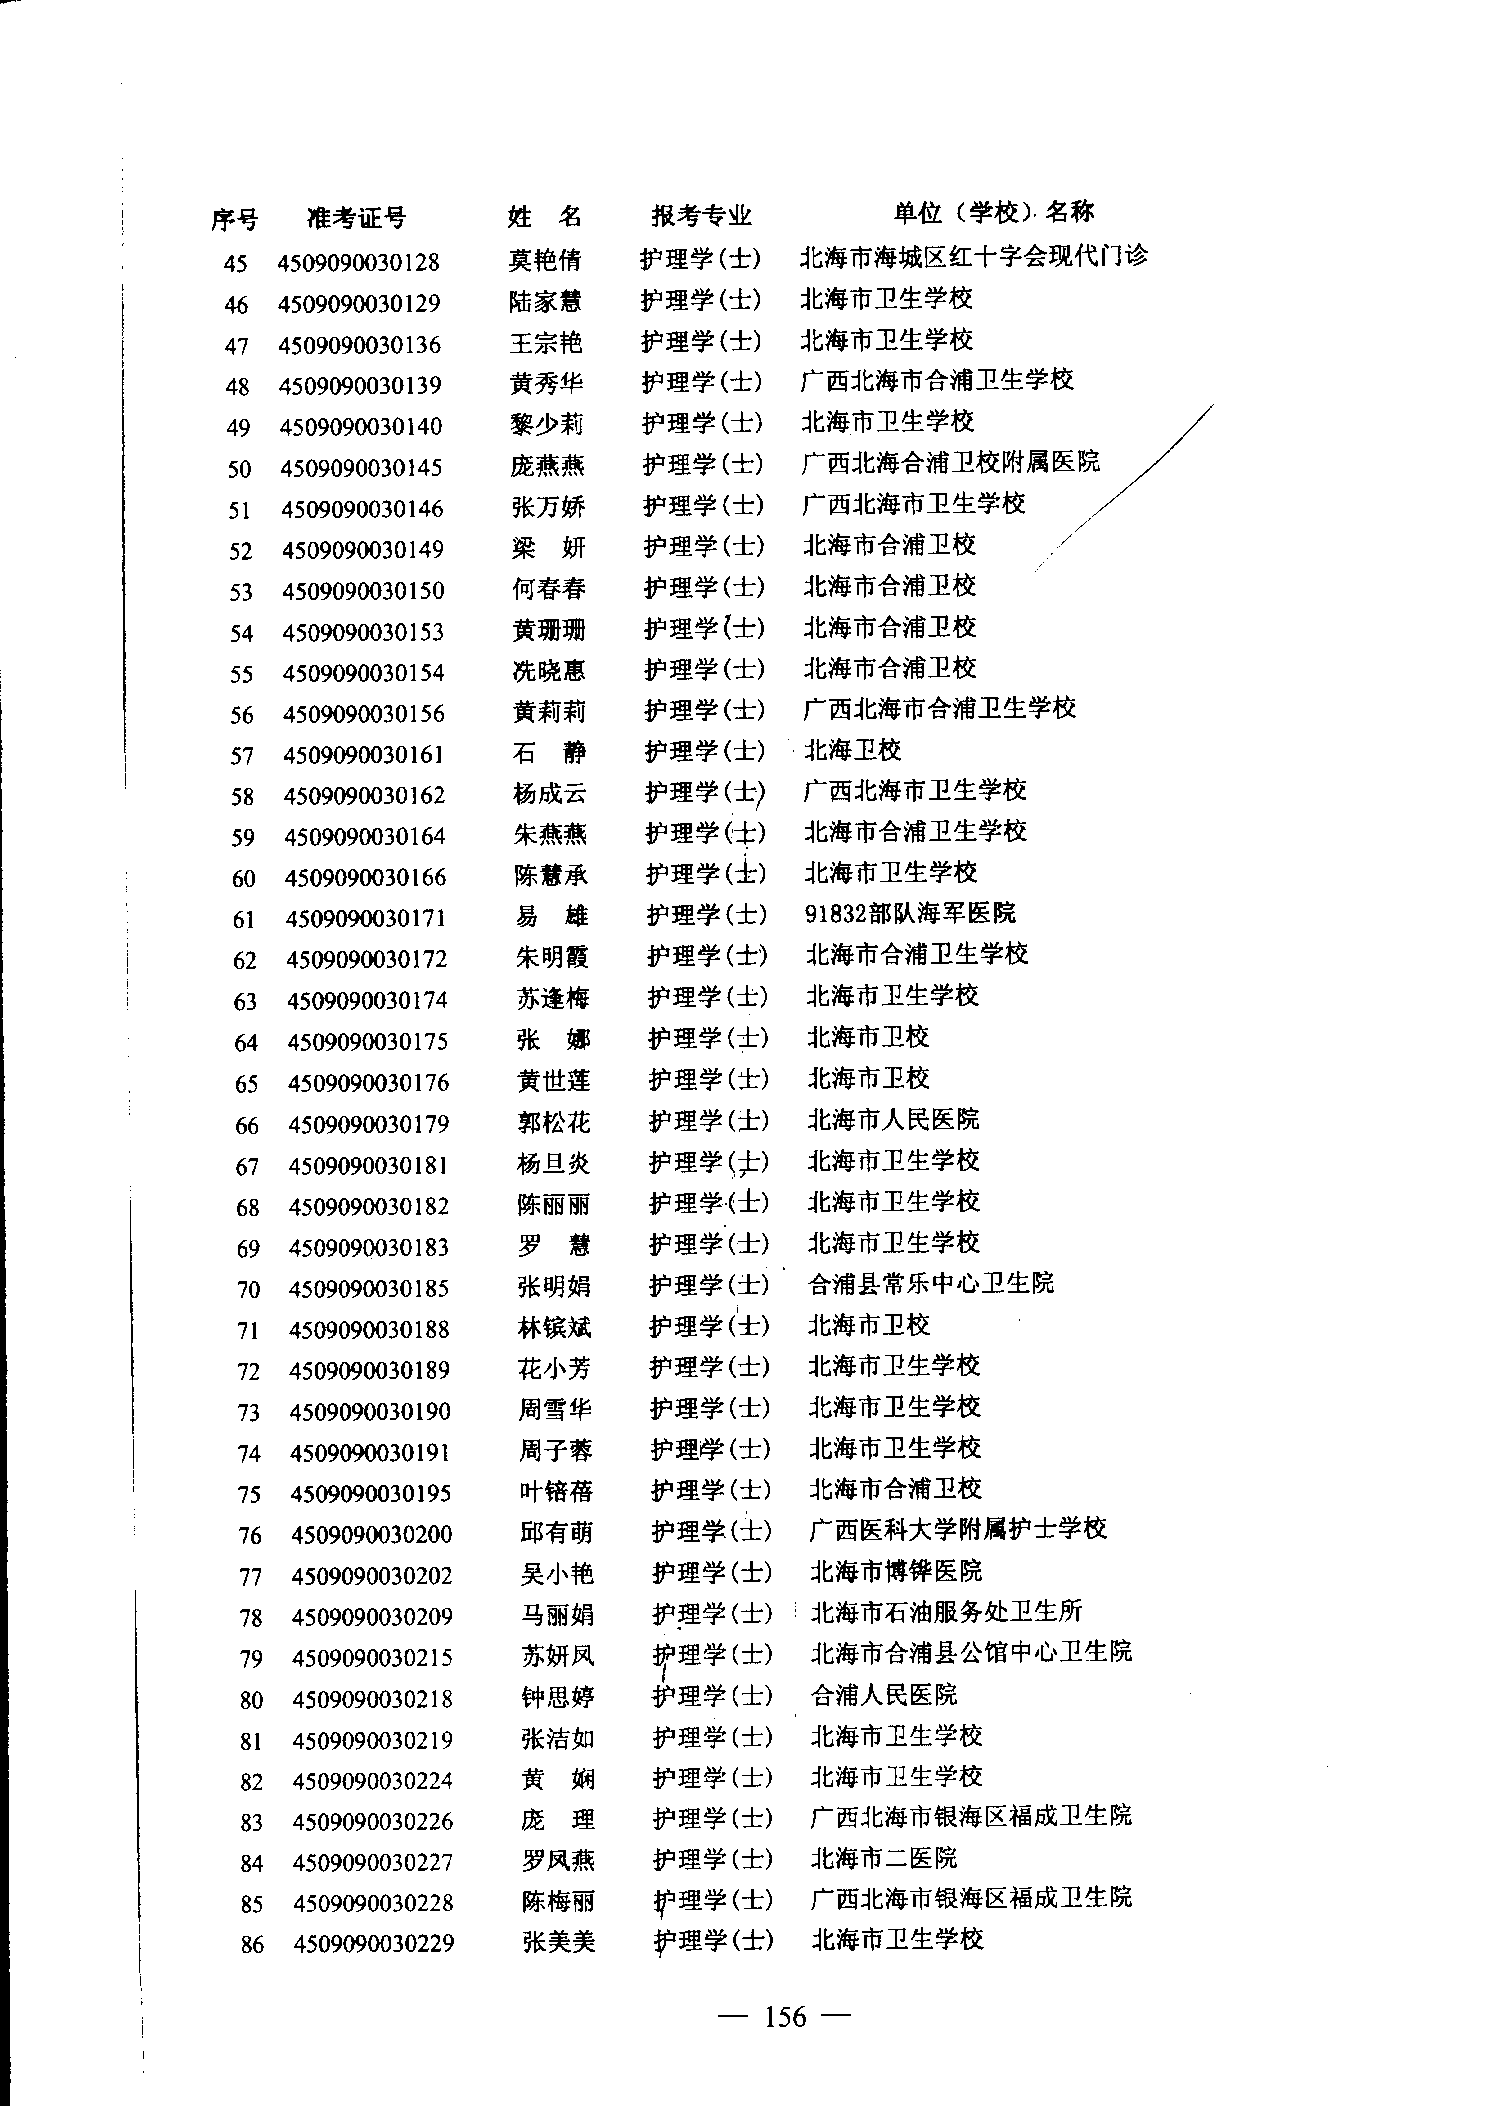 序号 准考证号 姓 名 报考专业 单位（学校）名称
45 4509090030128 莫艳倩 护理学(士) 北海市海城区红十字会现代门诊
46 4509090030129 陆家慧 护理学(士) 北海市卫生学校
47 4509090030136 王宗艳 护理学(士) 北海市卫生学校
48 4509090030139 黄秀华 护理学(士) 广西北海市合浦卫生学校
49 4509090030140 黎少莉 护理学(士) 北海市卫生学校
50 4509090030145 庞燕燕 护理学(士) 广西北海合浦卫校附属医院
51 4509090030146 张万娇 护理学(士) 广西北海市卫生学校
52 4509090030149 梁 妍 护理学(士) 北海市合浦卫校
53 4509090030150 何春春 护理学(士) 北海市合浦卫校
54 4509090030153 黄珊珊 护理学(士) 北海市合浦卫校
55 4509090030154 冼晓惠 护理学(士) 北海市合浦卫校
56 4509090030156 黄莉莉 护理学(士) 广西北海市合浦卫生学校
57 4509090030161 石 静 护理学(士) 北海卫校
58 4509090030162 杨成云 护理学(士) 广西北海市卫生学校
59 4509090030164 朱燕燕 护理学(士) 北海市合浦卫生学校
60 4509090030166 陈慧承 护理学(士) 北海市卫生学校
61 4509090030171 易 雄 护理学(士) 91832部队海军医院
62 4509090030172 朱明霞 护理学(士) 北海市合浦卫生学校
63 4509090030174 苏逢梅 护理学(士) 北海市卫生学校
64 4509090030175 张 娜 护理学(士) 北海市卫校
65 4509090030176 黄世莲 护理学(士) 北海市卫校
66 4509090030179 郭松花 护理学(士) 北海市人民医院
67 4509090030181 杨旦炎 护理学(士) 北海市卫生学校
68 4509090030182 陈丽丽 护理学(士) 北海市卫生学校
69 4509090030183 罗 慧 护理学(士) 北海市卫生学校
70 4509090030185 张明娟 护理学(士) 合浦县常乐中心卫生院
71 4509090030188 林镔斌 护理学(士) 北海市卫校
72 4509090030189 花小芳 护理学(士) 北海市卫生学校
73 4509090030190 周雪华 护理学(士) 北海市卫生学校
74 4509090030191 周子蓉 护理学(士) 北海市卫生学校
75 4509090030195 叶锫蓓 护理学(士) 北海市合浦卫校
76 4509090030200 邱有萌 护理学(士) 广西医科大学附属护士学校
77 4509090030202 吴小艳 护理学(士) 北海市博铧医院
78 4509090030209 马丽娟 护理学(士) 北海市石油服务处卫生所
79 4509090030215 苏妍凤 护理学(士) 北海市合浦县公馆中心卫生院
80 4509090030218 钟思婷 护理学(士) 合浦人民医院
81 4509090030219 张洁如 护理学(士) 北海市卫生学校
82 4509090030224 黄 娴 护理学(士) 北海市卫生学校
83 4509090030226 庞 理 护理学(士) 广西北海市银海区福成卫生院
84 4509090030227 罗凤燕 护理学(士) 北海市二医院
85 4509090030228 陈梅丽 护理学(士) 广西北海市银海区福成卫生院
86 4509090030229 张美美 护理学(士) 北海市卫生学校
— 156 —